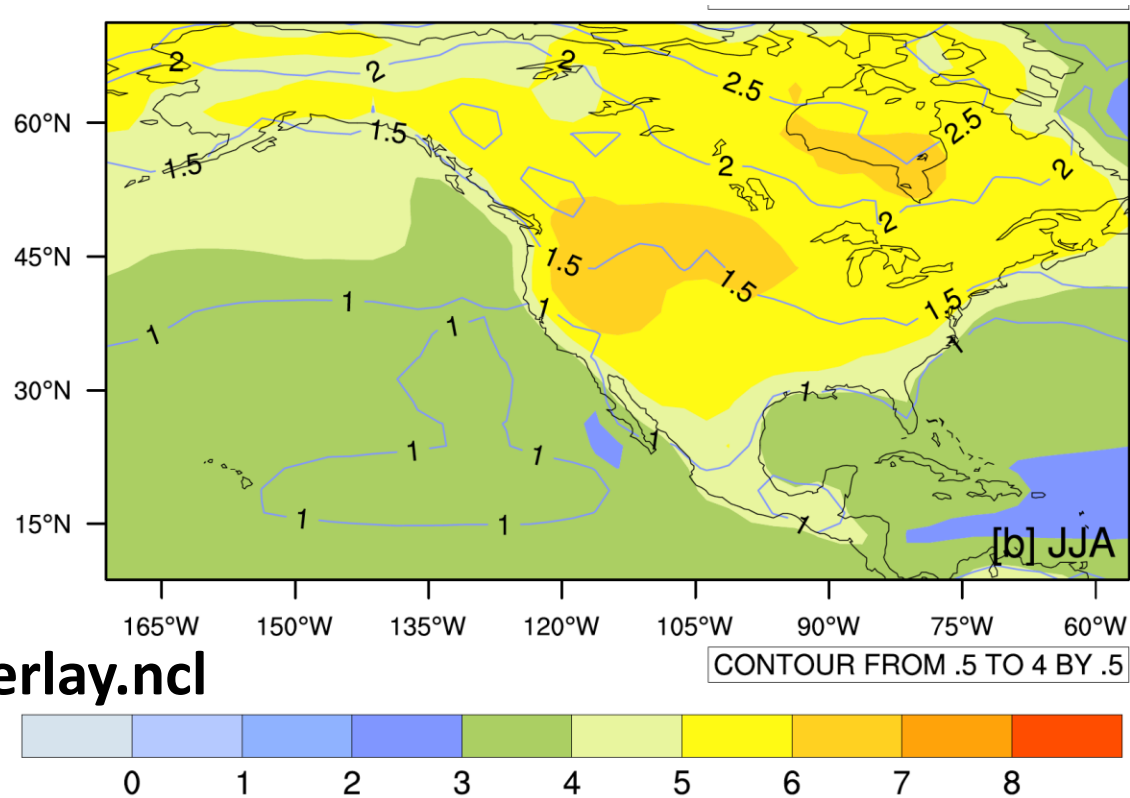 2 2 2 2.5 2.5
60°N 1.5 1.5 2 2
2
45°N 1.5 1.5 1.5
1 1 1 1 1
30°N 1
1 1 1
15°N 1 1 1 [b] JJA
165°W 150°W 135°W 120°W 105°W 90°W 75°W 60°W
erlay.ncl
CONTOUR FROM .5 TO 4 BY .5
0 1 2 3 4 5 6 7 8